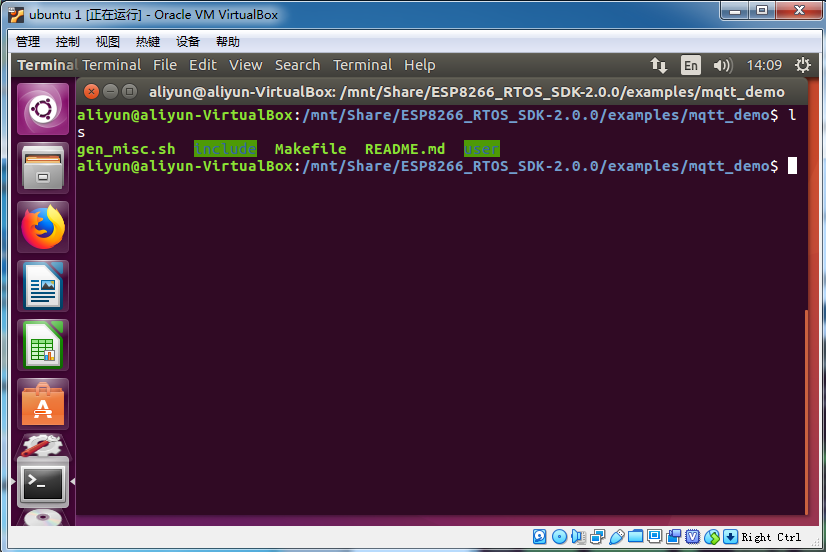 ubuntu 1 [正在运行] - Oracle VM VirtualBox
管理 控制 视图 热键 设备 帮助
Terminal Terminal File Edit View Search Terminal Help En 14:09
aliyun@aliyun-VirtualBox: /mnt/Share/ESP8266_RTOS_SDK-2.0.0/examples/mqtt_demo
aliyun@aliyun-VirtualBox:/mnt/Share/ESP8266_RTOS_SDK-2.0.0/examples/mqtt_demo$ l
s
gen_misc.sh include Makefile README.md user
aliyun@aliyun-VirtualBox:/mnt/Share/ESP8266_RTOS_SDK-2.0.0/examples/mqtt_demo$
Right Ctrl